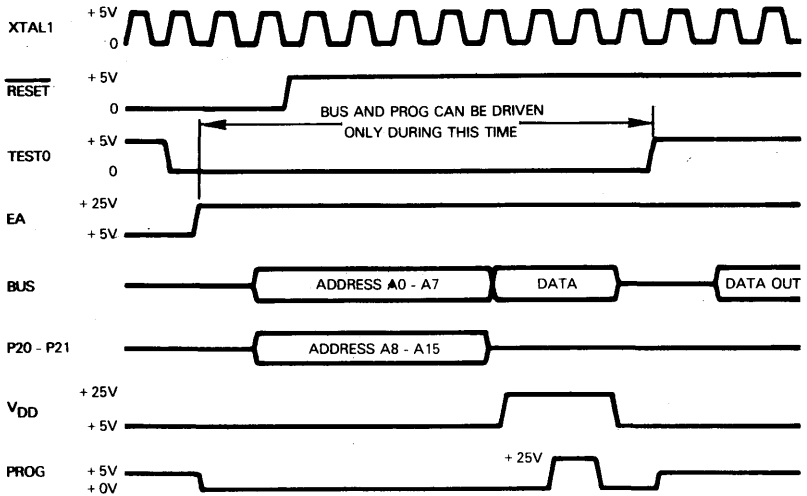 XTAL1
+ 5V
0
RESET
+ 5V
0
BUS AND PROG CAN BE DRIVEN
ONLY DURING THIS TIME
TEST0
+ 5V
0
EA
+ 25V
+ 5V
BUS
ADDRESS A0 - A7
DATA
DATA OUT
P20 - P21
ADDRESS A8 - A15
VDD
+ 25V
+ 5V
PROG
+ 5V
+ 0V
+ 25V